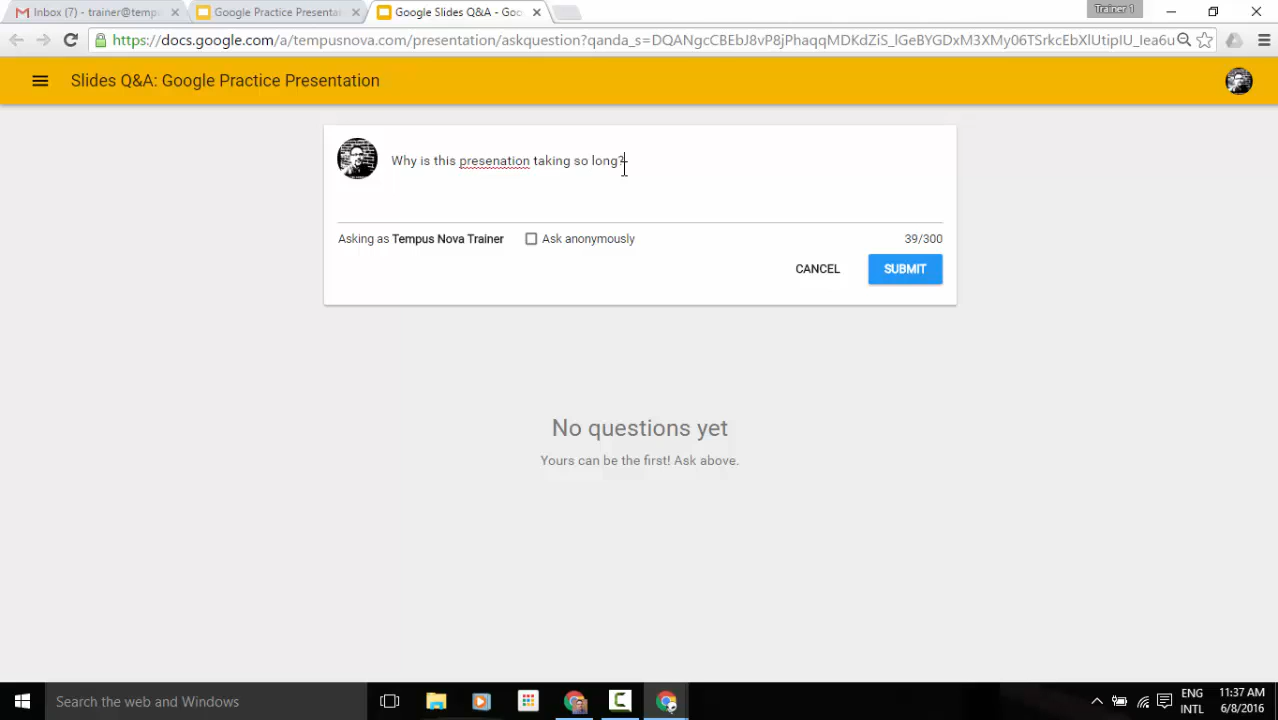 Inbox (7) - trainer@temp
Google Practice Presentat
Google Slides Q&A - Goo
Trainer 1
https://docs.google.com/a/tempusnova.com/presentation/askquestion?qanda_s=
Slides Q&A: Google Practice Presentation
Why is this presenation taking so long?
Asking as Tempus Nova Trainer
Ask anonymously
39/300
CANCEL
SUBMIT
No questions yet
Yours can be the first! Ask above.
Search the web and Windows
ENG
INTL
11:37 AM
6/8/2016